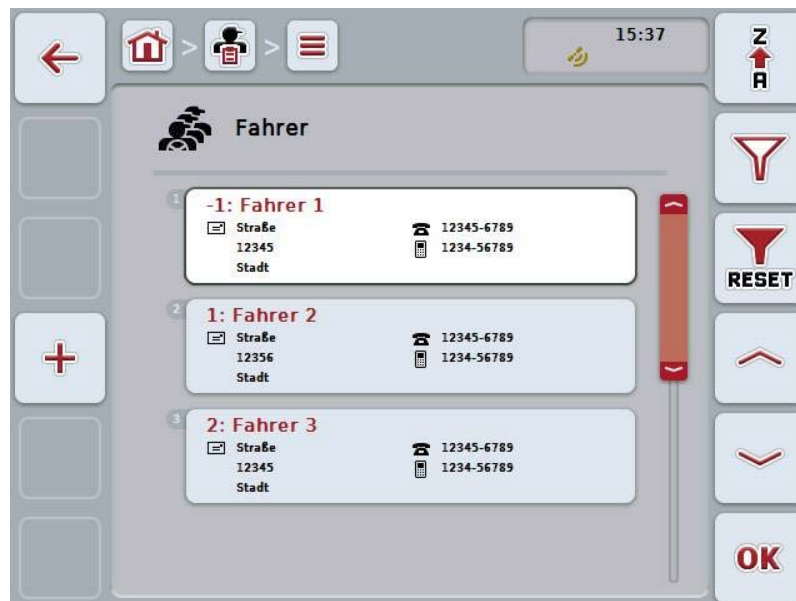 15:37
Z
A
Fahrer
1
-1: Fahrer 1
Straße 12345-6789
12345 1234-56789
Stadt
RESET
2
1: Fahrer 2
Straße 12345-6789
12356 1234-56789
Stadt
3
2: Fahrer 3
Straße 12345-6789
12345 1234-56789
Stadt
OK